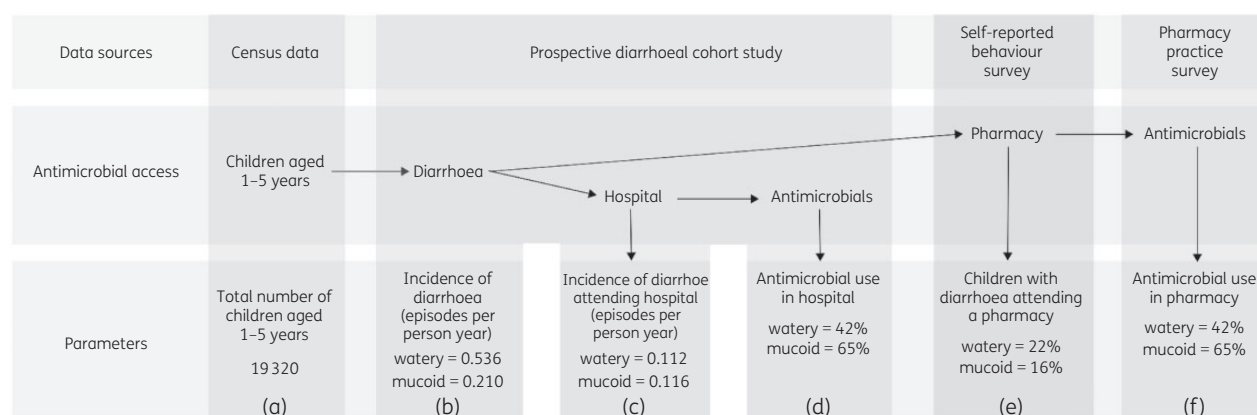 Data sources
Census data
Prospective diarrhoeal cohort study
Self-reported
behaviour
survey
Pharmacy
practice
survey
Antimicrobial access
Children aged
1–5 years
Diarrhoea
Hospital
Antimicrobials
Pharmacy
Antimicrobials
Parameters
Total number of
children aged
1–5 years
19 320
(a)
Incidence of
diarrhoea
(episodes per
person year)
watery = 0.536
mucoid = 0.210
(b)
Incidence of diarrhoe
attending hospital
(episodes per
person year)
watery = 0.112
mucoid = 0.116
(c)
Antimicrobial use
in hospital
watery = 42%
mucoid = 65%
(d)
Children with
diarrhoea attending
a pharmacy
watery = 22%
mucoid = 16%
(e)
Antimicrobial use
in pharmacy
watery = 42%
mucoid = 65%
(f)